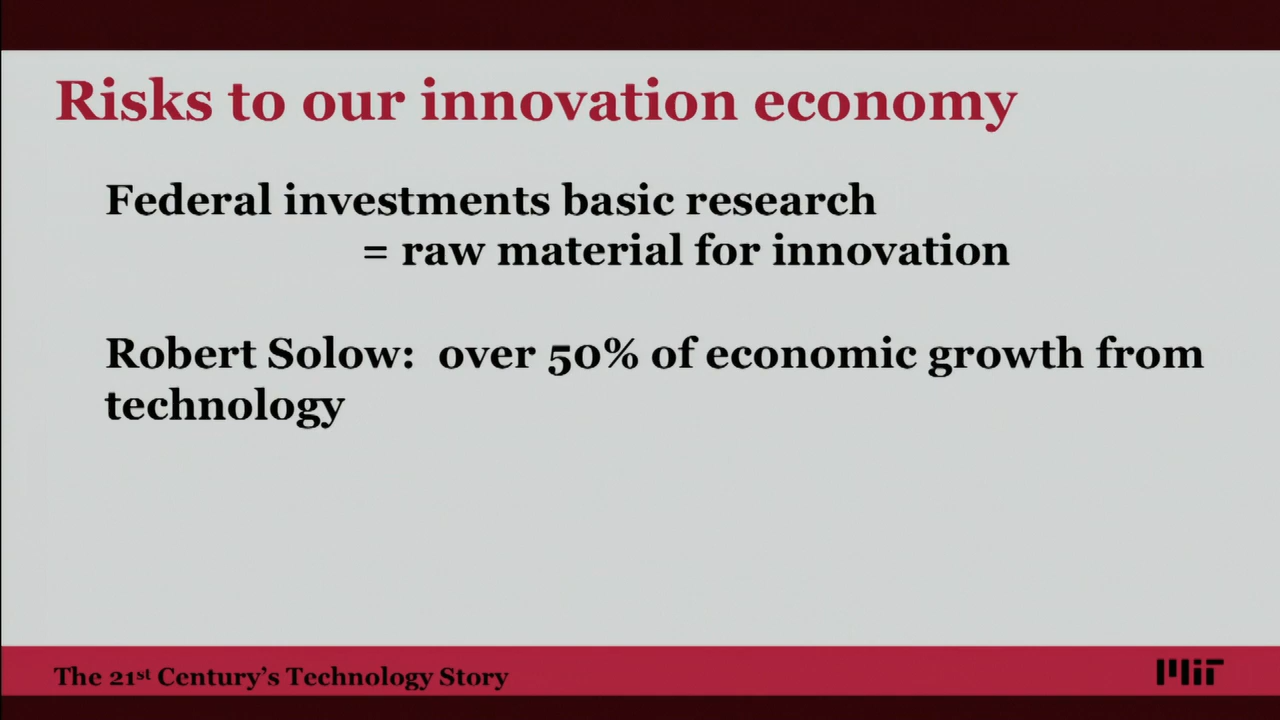 Risks to our innovation economy
Federal investments basic research
= raw material for innovation
Robert Solow: over 50% of economic growth from
technology
The 21st Century's Technology Story
MIT